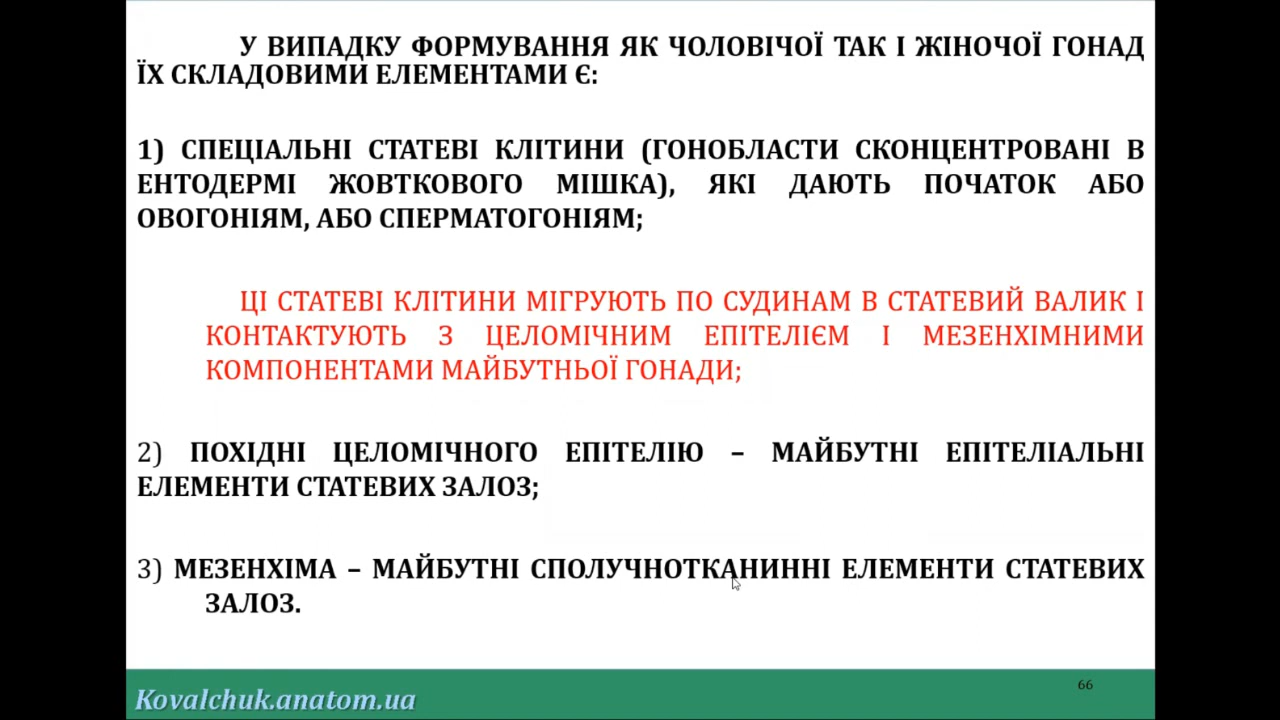 У ВИПАДКУ ФОРМУВАННЯ ЯК ЧОЛОВІЧОЇ ТАК І ЖІНОЧОЇ ГОНАД
ЇХ СКЛАДОВИМИ ЕЛЕМЕНТАМИ Є:
1) СПЕЦІАЛЬНІ СТАТЕВІ КЛІТИНИ (ГОНОБЛАСТИ СКОНЦЕНТРОВАНІ В
ЕНТОДЕРМІ ЖОВТКОВОГО МІШКА), ЯКІ ДАЮТЬ ПОЧАТОК АБО
ОВОГОНІЯМ, АБО СПЕРМАТОГОНІЯМ;
ЦІ СТАТЕВІ КЛІТИНИ МІГРУЮТЬ ПО СУДИНАМ В СТАТЕВИЙ ВАЛИК І
КОНТАКТУЮТЬ З ЦЕЛОМІЧНИМ ЕПІТЕЛІЄМ І МЕЗЕНХІМНИМИ
КОМПОНЕНТАМИ МАЙБУТНЬОЇ ГОНАДИ;
2) ПОХІДНІ ЦЕЛОМІЧНОГО ЕПІТЕЛІЮ – МАЙБУТНІ ЕПІТЕЛІАЛЬНІ
ЕЛЕМЕНТИ СТАТЕВИХ ЗАЛОЗ;
3) МЕЗЕНХІМА – МАЙБУТНІ СПОЛУЧНОТКАНИННІ ЕЛЕМЕНТИ СТАТЕВИХ
ЗАЛОЗ.
Kovalchuk.anatom.ua
66